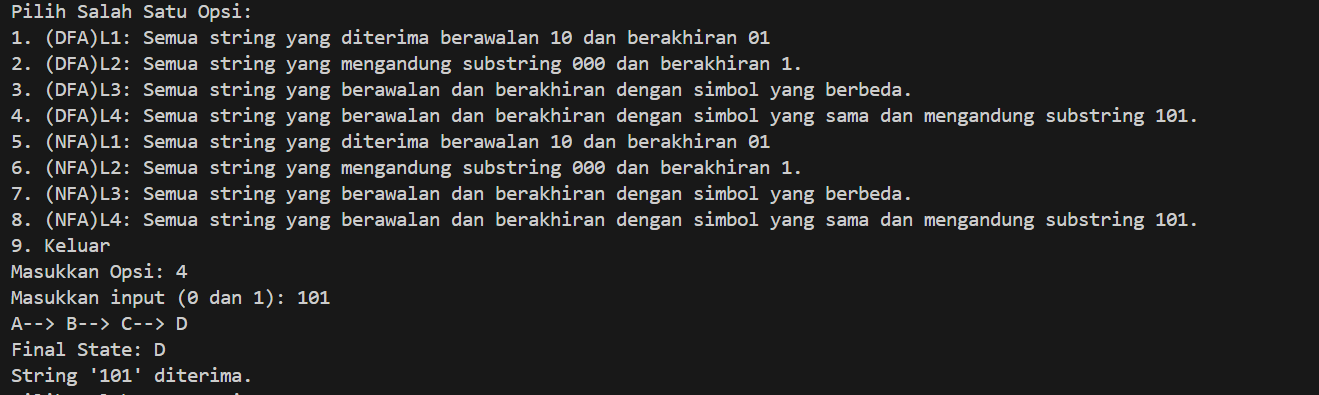 Pilih Salah Satu Opsi:
1. (DFA)L1: Semua string yang diterima berawalan 10 dan berakhiran 01
2. (DFA)L2: Semua string yang mengandung substring 000 dan berakhiran 1.
3. (DFA)L3: Semua string yang berawalan dan berakhiran dengan simbol yang berbeda.
4. (DFA)L4: Semua string yang berawalan dan berakhiran dengan simbol yang sama dan mengandung substring 101.
5. (NFA)L1: Semua string yang diterima berawalan 10 dan berakhiran 01
6. (NFA)L2: Semua string yang mengandung substring 000 dan berakhiran 1.
7. (NFA)L3: Semua string yang berawalan dan berakhiran dengan simbol yang berbeda.
8. (NFA)L4: Semua string yang berawalan dan berakhiran dengan simbol yang sama dan mengandung substring 101.
9. Keluar
Masukkan Opsi: 4
Masukkan input (0 dan 1): 101
A--> B--> C--> D
Final State: D
String '101' diterima.